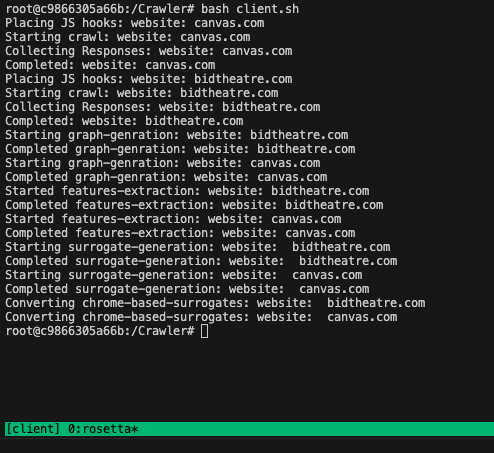 root@c9866305a66b:/Crawler# bash client.sh
Placing JS hooks: website: canvas.com
Starting crawl: website: canvas.com
Collecting Responses: website: canvas.com
Completed: website: canvas.com
Placing JS hooks: website: bidtheatre.com
Starting crawl: website: bidtheatre.com
Collecting Responses: website: bidtheatre.com
Completed: website: bidtheatre.com
Starting graph-genration: website: bidtheatre.com
Completed graph-genration: website: bidtheatre.com
Starting graph-genration: website: canvas.com
Completed graph-genration: website: canvas.com
Started features-extraction: website: bidtheatre.com
Completed features-extraction: website: bidtheatre.com
Started features-extraction: website: canvas.com
Completed features-extraction: website: canvas.com
Starting surrogate-generation: website:  bidtheatre.com
Completed surrogate-generation: website:  bidtheatre.com
Starting surrogate-generation: website:  canvas.com
Completed surrogate-generation: website:  canvas.com
Converting chrome-based-surrogates: website:  bidtheatre.com
Converting chrome-based-surrogates: website:  canvas.com
root@c9866305a66b:/Crawler#
[client] 0:rosetta*